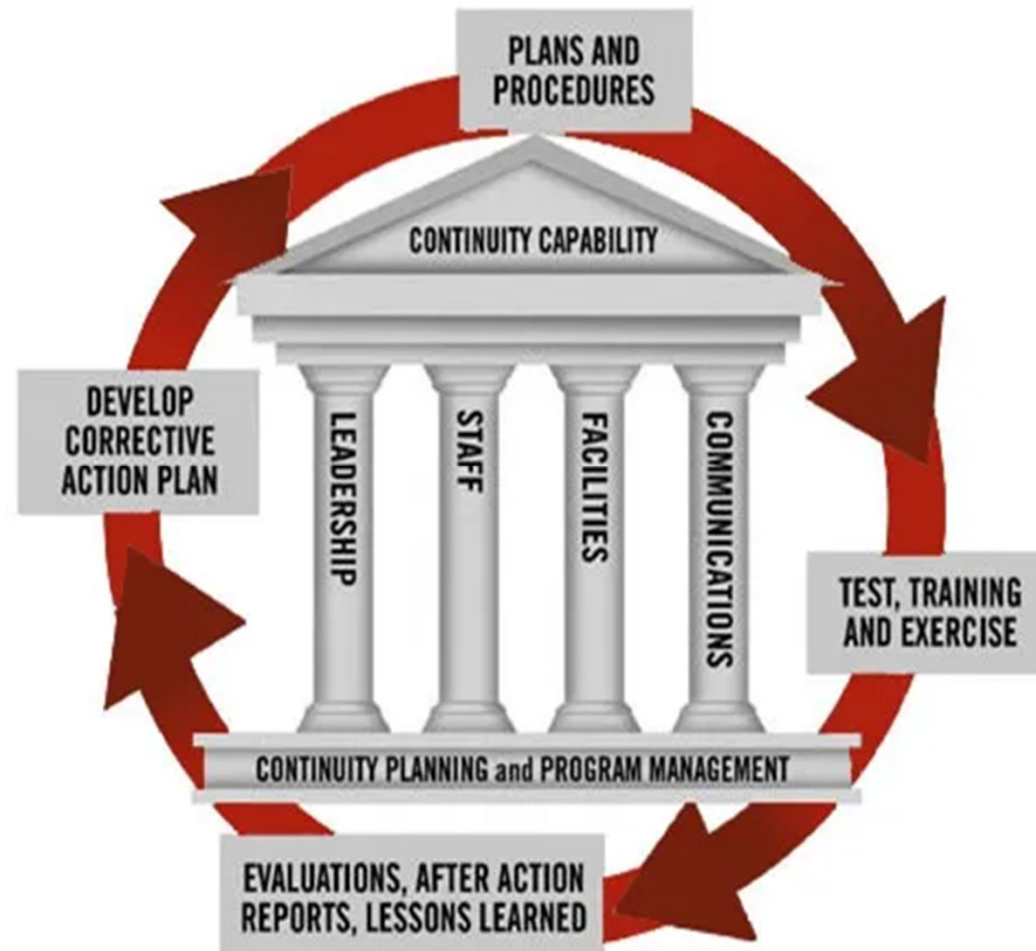 PLANS AND
PROCEDURES
CONTINUITY CAPABILITY
DEVELOP
CORRECTIVE
ACTION PLAN
LEADERSHIP
STAFF
FACILITIES
COMMUNICATIONS
TEST, TRAINING
AND EXERCISE
CONTINUITY PLANNING and PROGRAM MANAGEMENT
EVALUATIONS, AFTER ACTION
REPORTS, LESSONS LEARNED